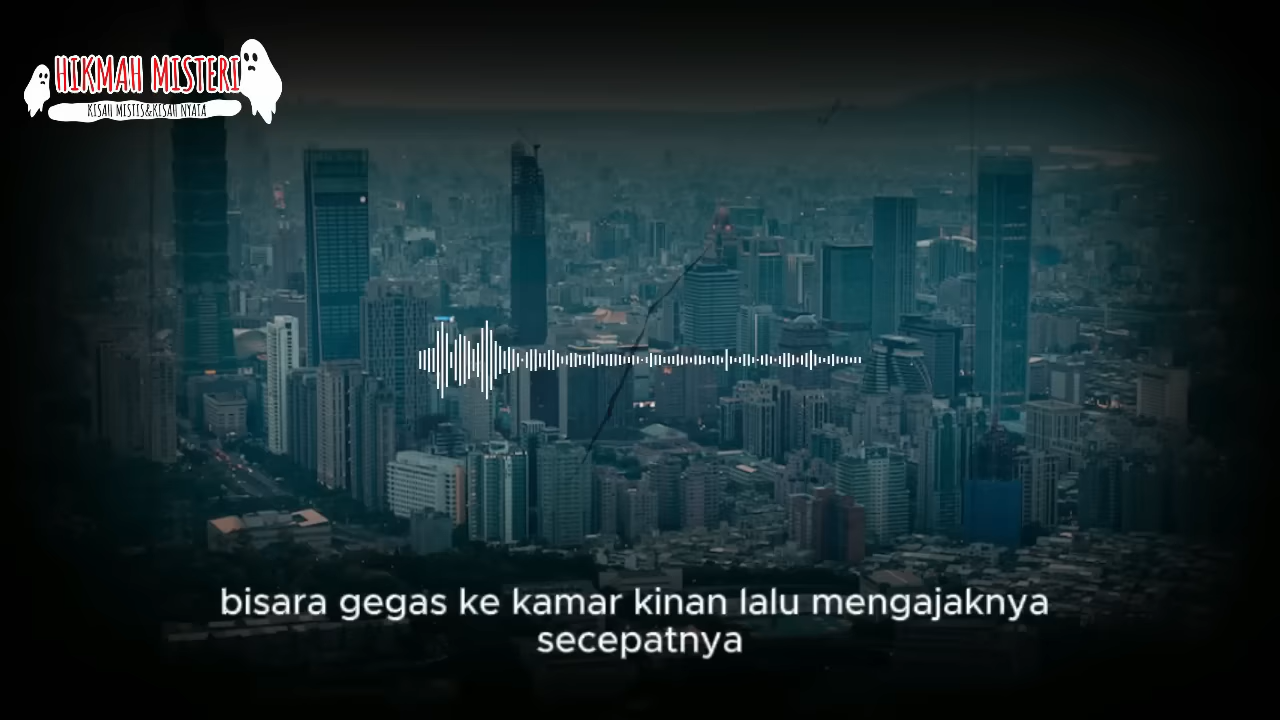 HIKMAH MISTERI
KISAH MISTIS&KISAH NYATA
bisara gegas ke kamar kinan lalu mengajaknya
secepatnya